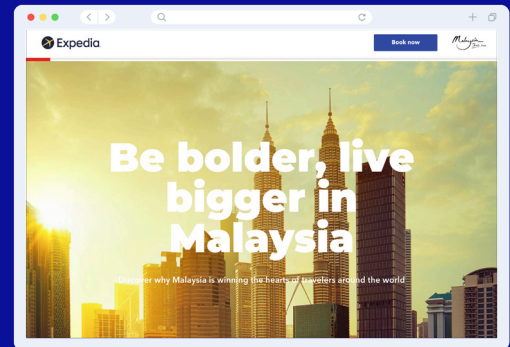 Expedia
Book now
Malaysia
Be bolder, live
bigger in
Malaysia
Discover why Malaysia is winning the hearts of travelers around the world